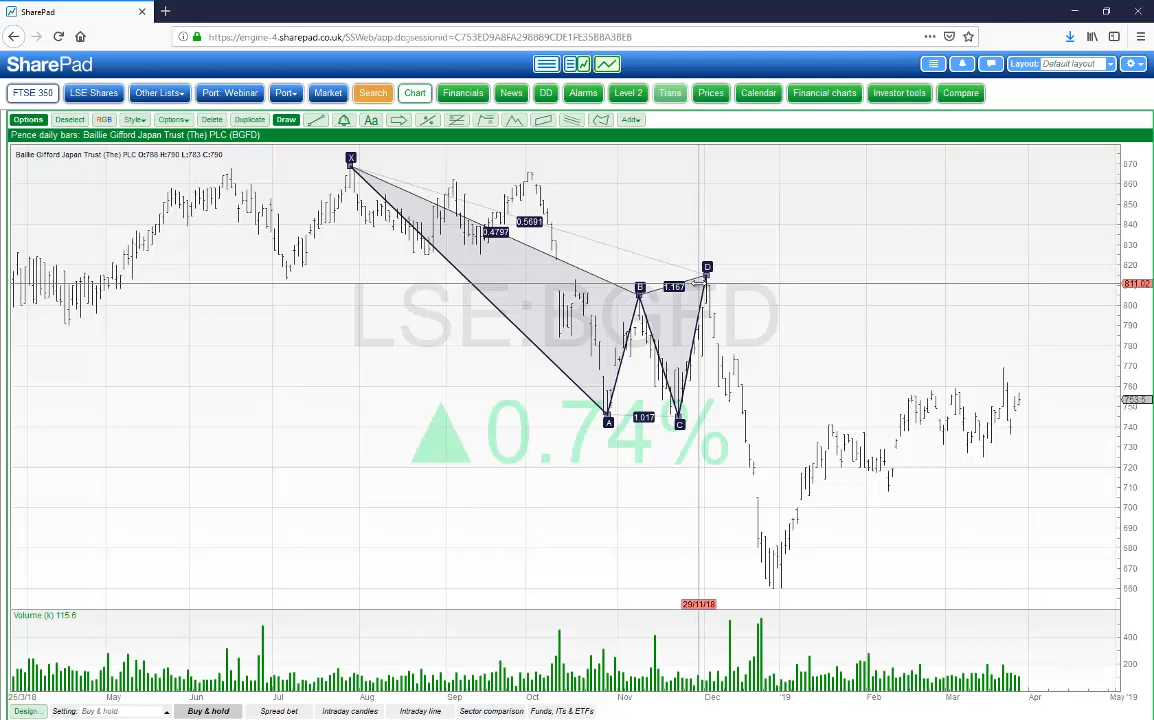 SharePad
https://engine-4.sharepad.co.uk/SSWeb/app.do;jsessionid=C753ED9A8FA298889CDE1FE35BBA38EB
SharePad
Layout: Default layout
FTSE 350 LSE Shares Other Lists Port: Webinar Port Market Search Chart Financials News DD Alarms Level 2 Trans Prices Calendar Financial charts Investor tools Compare
Options Deselect RGB Style Options Delete Duplicate Draw Aa Add
Pence daily bars: Baillie Gifford Japan Trust (The) PLC (BGFD)
Baillie Gifford Japan Trust (The) PLC O:788 H:790 L:783 C:790
X
870
860
850
840
830
820
811.02
800
790
780
770
760
753.5
750
740
730
720
710
700
690
680
670
660
0.5691
0.4797
D
B
1.167
LSE:BGFD
A
1.017
C
▲0.74%
29/11/18
Volume (k) 115.6
400
200
25/3/18 May Jun Jul Aug Sep Oct Nov Dec '19 Feb Mar Apr May '19
Design... Setting: Buy & hold Buy & hold Spread bet Intraday candles Intraday line Sector comparison Funds, ITs & ETFs